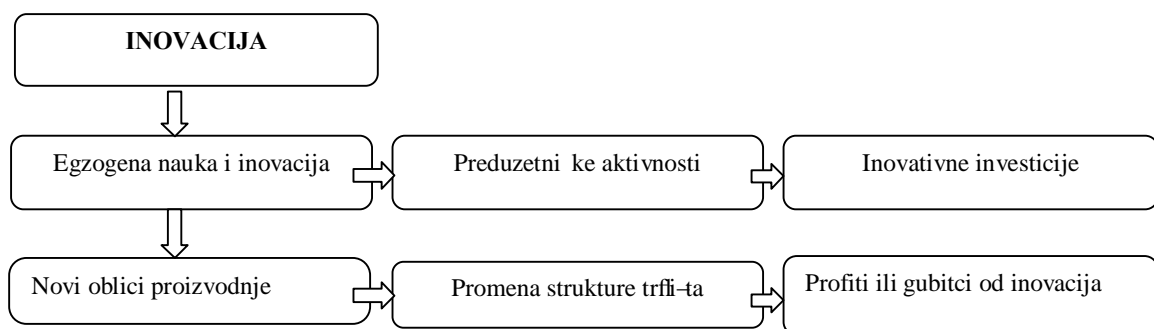 INOVACIJA
Egzogena nauka i inovacija
Preduzetni ke aktivnosti
Inovativne investicije
Novi oblici proizvodnje
Promena strukture trfli–ta
Profiti ili gubitci od inovacija